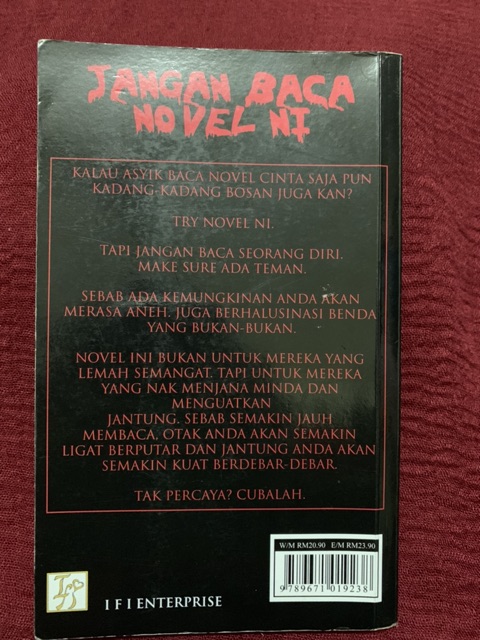 JANGAN BACA
NOVEL NI
KALAU ASYIK BACA NOVEL CINTA SAJA PUN
KADANG-KADANG BOSAN JUGA KAN?
TRY NOVEL NI.
TAPI JANGAN BACA SEORANG DIRI.
MAKE SURE ADA TEMAN.
SEBAB ADA KEMUNGKINAN ANDA AKAN
MERASA ANEH. JUGA BERHALUSINASI BENDA
YANG BUKAN-BUKAN.
NOVEL INI BUKAN UNTUK MEREKA YANG
LEMAH SEMANGAT. TAPI UNTUK MEREKA
YANG NAK MENJANA MINDA DAN
MENGUATKAN
JANTUNG. SEBAB SEMAKIN JAUH
MEMBACA, OTAK ANDA AKAN SEMAKIN
LIGAT BERPUTAR DAN JANTUNG ANDA AKAN
SEMAKIN KUAT BERDEBAR-DEBAR.
TAK PERCAYA? CUBALAH.
W/M RM20.90 E/M RM23.90
9 789671 019238
I F I ENTERPRISE